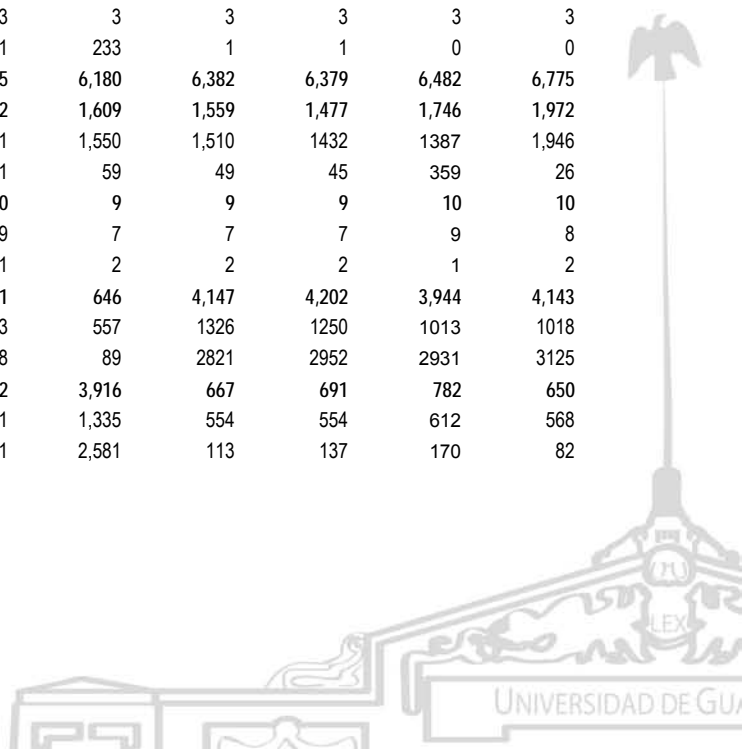 3 3 3 3 3 3
1 233 1 1 0 0
5 6,180 6,382 6,379 6,482 6,775
2 1,609 1,559 1,477 1,746 1,972
1 1,550 1,510 1432 1387 1,946
1 59 49 45 359 26
0 9 9 9 10 10
9 7 7 7 9 8
1 2 2 2 1 2
1 646 4,147 4,202 3,944 4,143
3 557 1326 1250 1013 1018
8 89 2821 2952 2931 3125
2 3,916 667 691 782 650
1 1,335 554 554 612 568
1 2,581 113 137 170 82
LEX
UNIVERSIDAD DE GUA